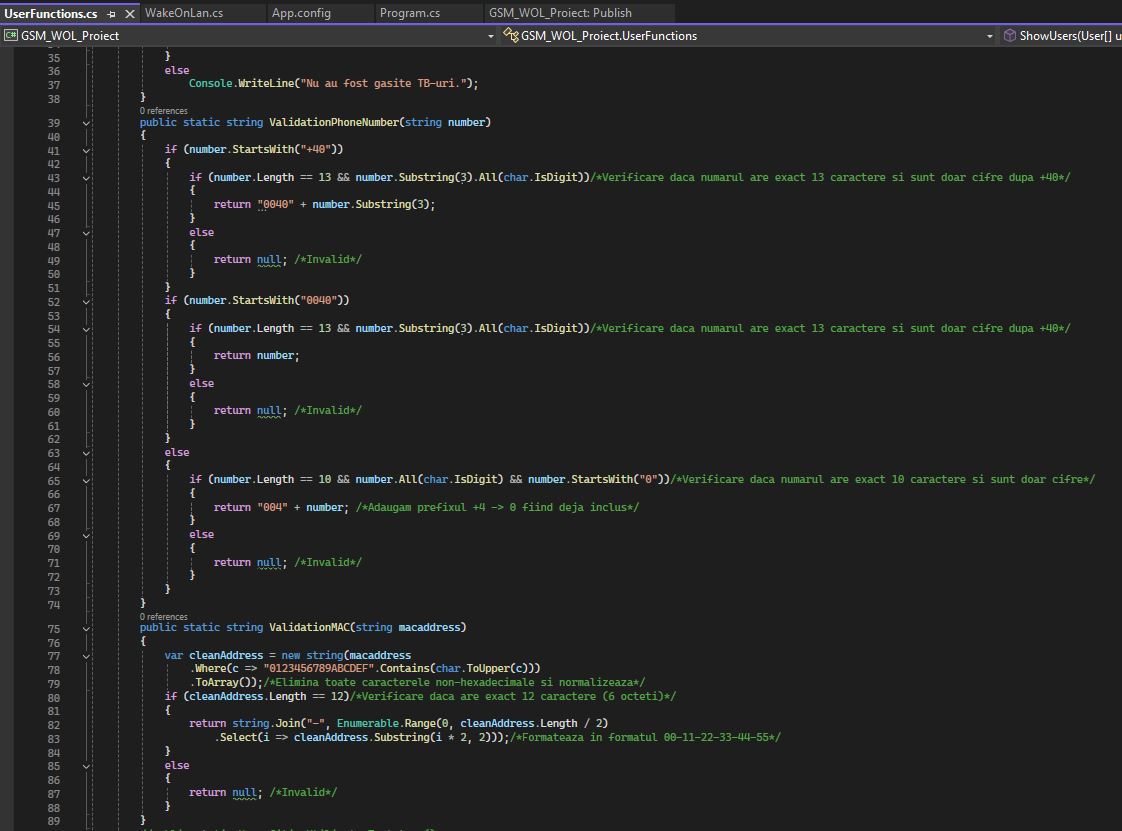 UserFunctions.cs WakeOnLan.cs App.config Program.cs GSM_WOL_Project: Publish
C# GSM_WOL_Project GSM_WOL_Project.UserFunctions ShowUsers(User[] u
35 }
36 else
37 Console.WriteLine("Nu au fost gasite TB-uri.");
38 }
0 references
39 public static string ValidationPhoneNumber(string number)
40 {
41 if (number.StartsWith("+40"))
42 {
43 if (number.Length == 13 && number.Substring(3).All(char.IsDigit))/*Verificare daca numarul are exact 13 caractere si sunt doar cifre dupa +40*/
44 {
45 return "0040" + number.Substring(3);
46 }
47 else
48 {
49 return null; /*Invalid*/
50 }
51 }
52 if (number.StartsWith("0040"))
53 {
54 if (number.Length == 13 && number.Substring(3).All(char.IsDigit))/*Verificare daca numarul are exact 13 caractere si sunt doar cifre dupa +40*/
55 {
56 return number;
57 }
58 else
59 {
60 return null; /*Invalid*/
61 }
62 }
63 else
64 {
65 if (number.Length == 10 && number.All(char.IsDigit) && number.StartsWith("0"))/*Verificare daca numarul are exact 10 caractere si sunt doar cifre*/
66 {
67 return "004" + number; /*Adaugam prefixul +4 -> 0 fiind deja inclus*/
68 }
69 else
70 {
71 return null; /*Invalid*/
72 }
73 }
74 }
0 references
75 public static string ValidationMAC(string macaddress)
76 {
77 var cleanAddress = new string(macaddress
78 .Where(c => "0123456789ABCDEF".Contains(char.ToUpper(c)))
79 .ToArray());/*Elimina toate caracterele non-hexadecimale si normalizeaza*/
80 if (cleanAddress.Length == 12)/*Verificare daca are exact 12 caractere (6 octeti)*/
81 {
82 return string.Join("-", Enumerable.Range(0, cleanAddress.Length / 2)
83 .Select(i => cleanAddress.Substring(i * 2, 2)));/*Formateaza in formatul 00-11-22-33-44-55*/
84 }
85 else
86 {
87 return null; /*Invalid*/
88 }
89 }